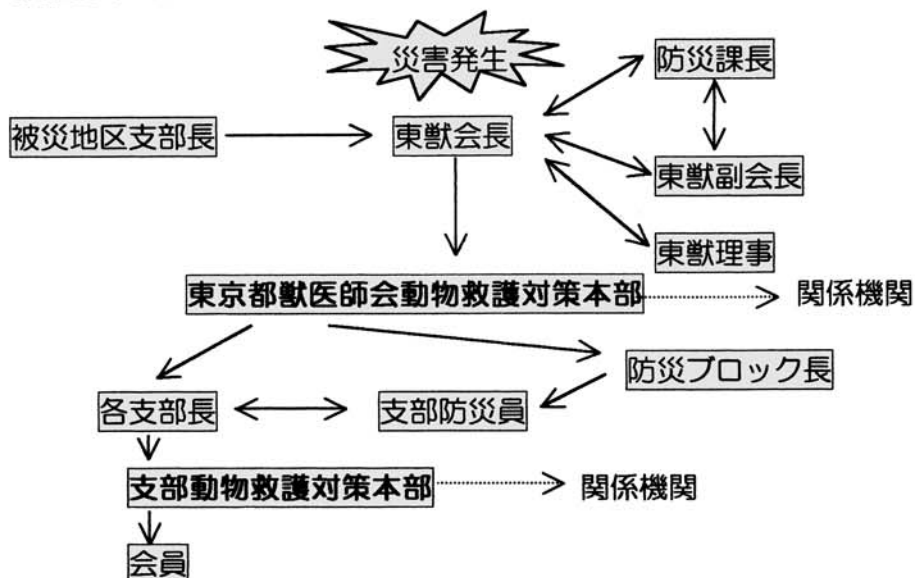 災害発生
防災課長
被災地区支部長
東獣会長
東獣副会長
東獣理事
東京都獣医師会動物救護対策本部
関係機関
防災ブロック長
各支部長
支部防災員
支部動物救護対策本部
関係機関
会員